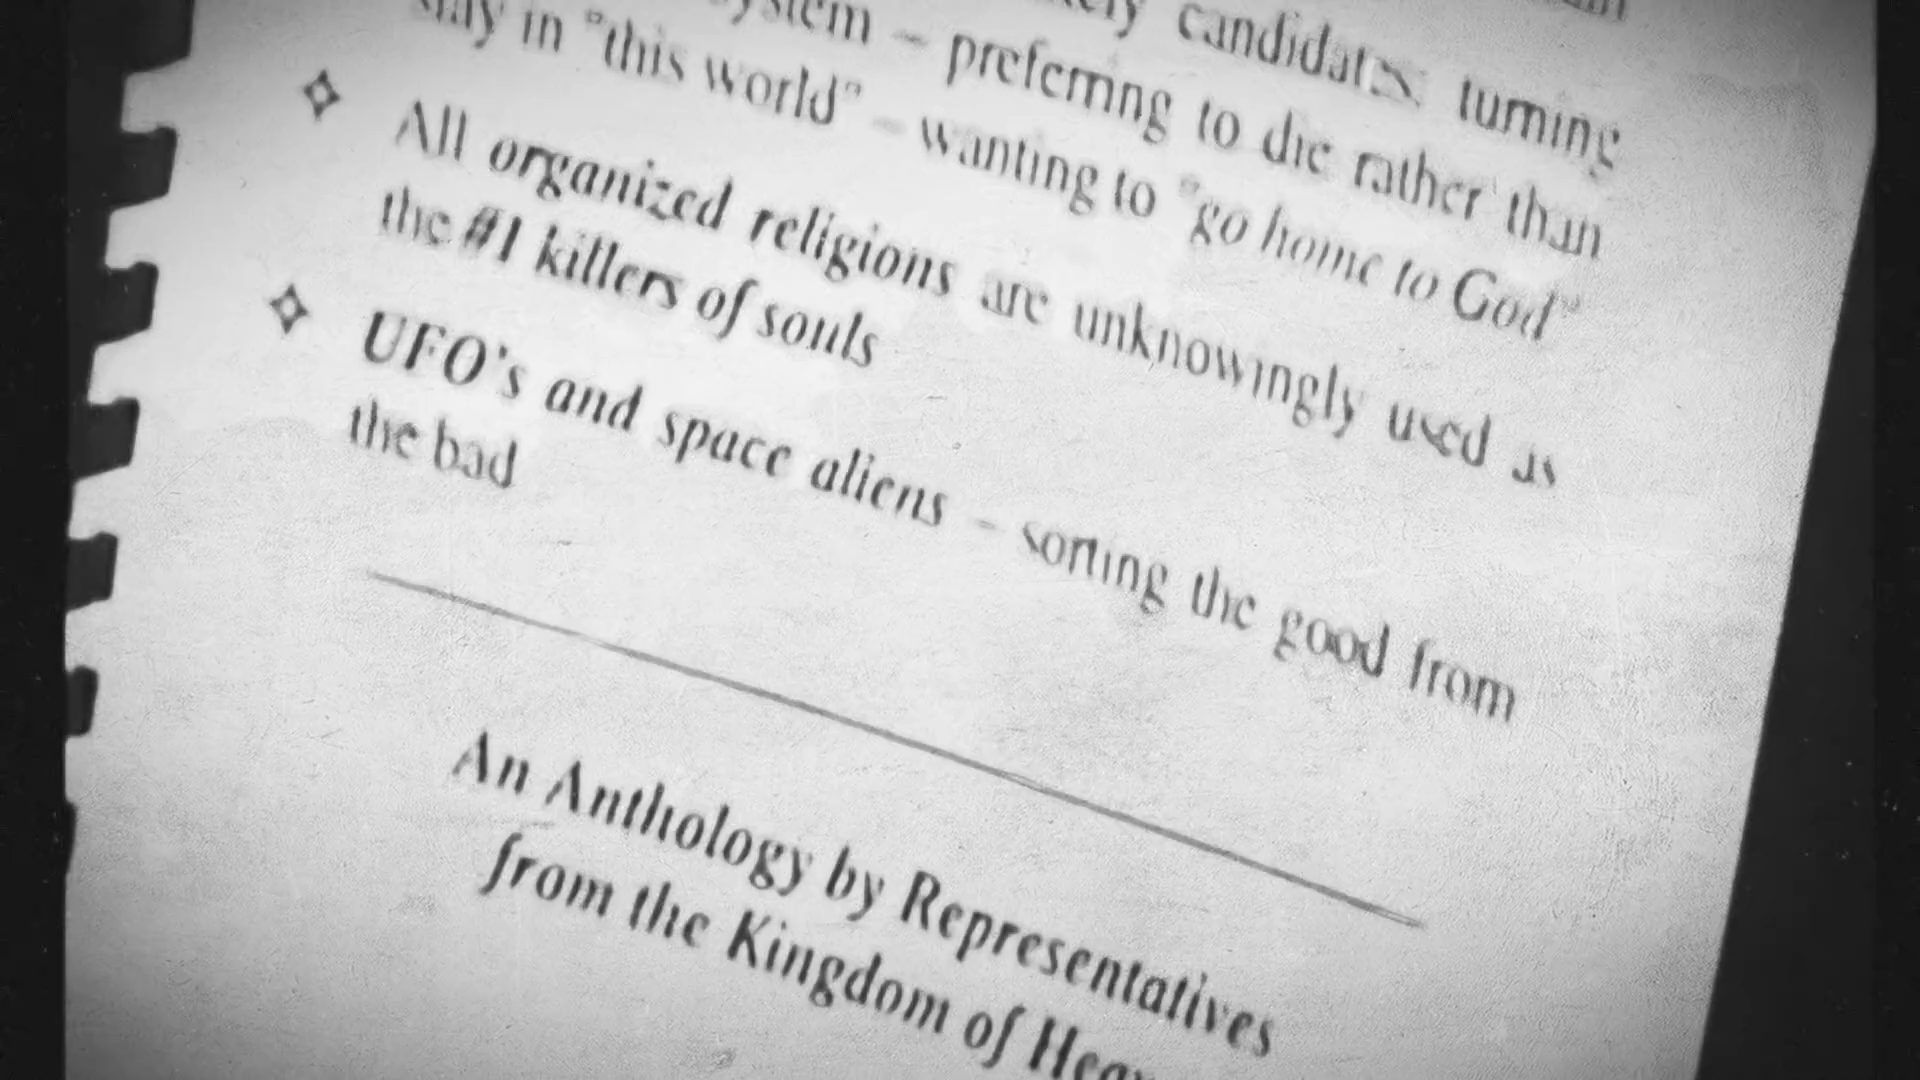 candidates turning
system – preferring to die rather than
stay in "this world" – wanting to "go home to God"
All organized religions are unknowingly used as
the #1 killers of souls
UFO's and space aliens – sorting the good from
the bad
An Anthology by Representatives
from the Kingdom of